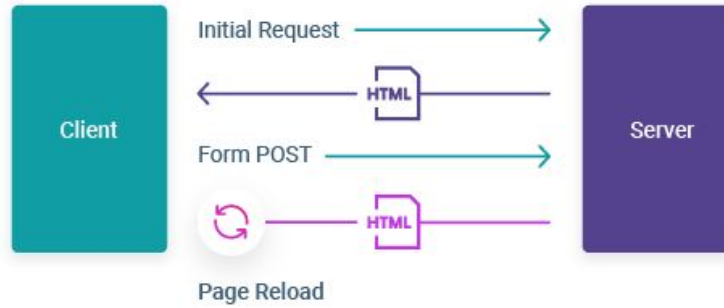 Initial Request
HTML
Client
Server
Form POST
HTML
Page Reload